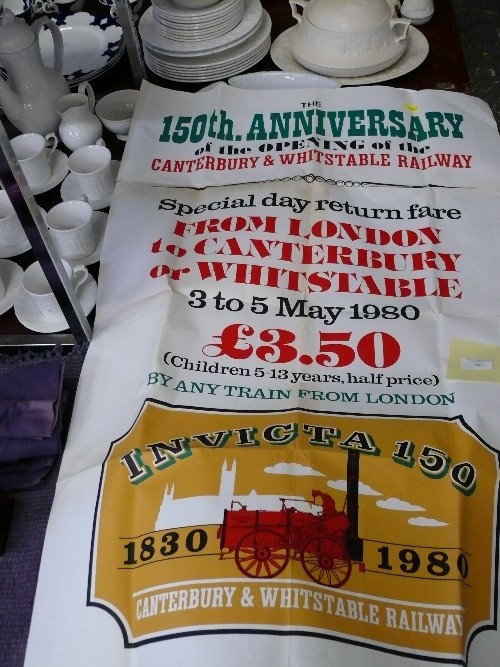 THE
150th. ANNIVERSARY
of the OPENING of the
CANTERBURY & WHITSTABLE RAILWAY
Special day return fare
FROM LONDON
to CANTERBURY
or WHITSTABLE
3 to 5 May 1980
£3.50
(Children 5-13 years, half price)
BY ANY TRAIN FROM LONDON
INVICTA 150
1830 1980
CANTERBURY & WHITSTABLE RAILWAY